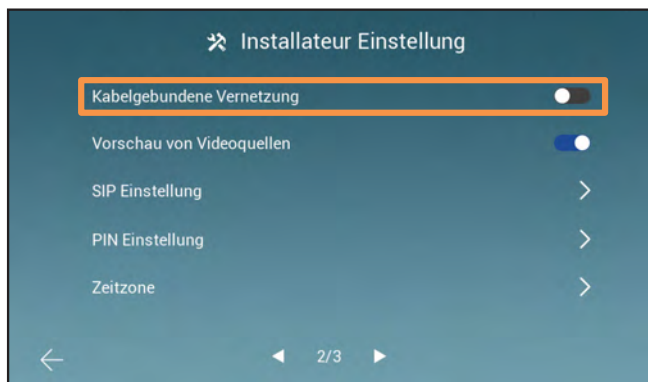 Installateur Einstellung
Kabelgebundene Vernetzung
Vorschau von Videoquellen
SIP Einstellung
PIN Einstellung
Zeitzone
2/3